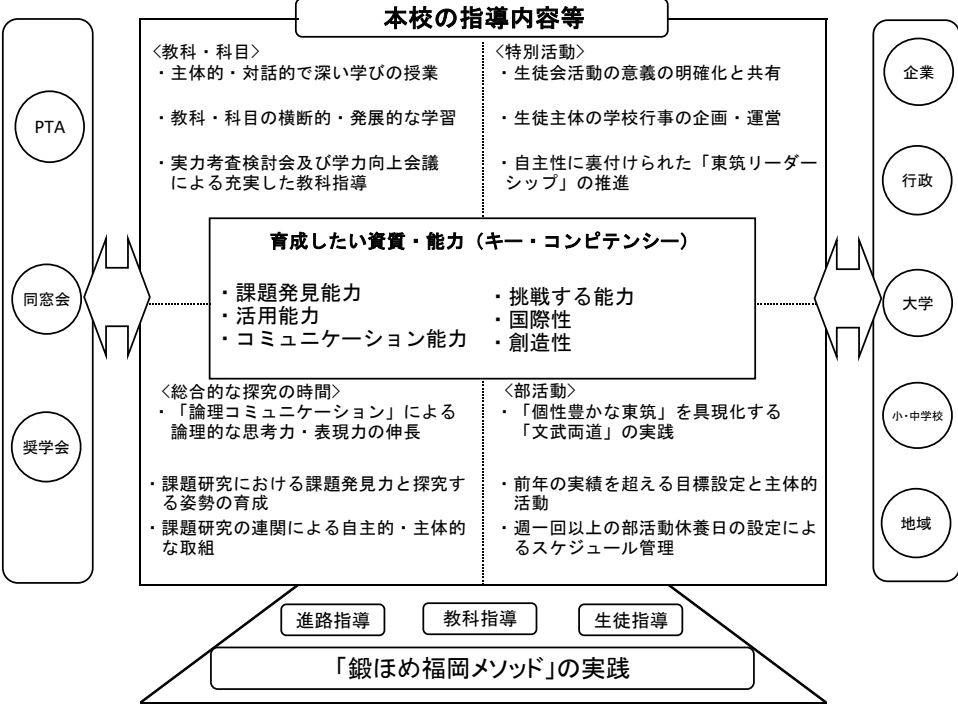 本校の指導内容等
PTA
同窓会
奨学会
〈教科・科目〉
・主体的・対話的で深い学びの授業
・教科・科目の横断的・発展的な学習
・実力考査検討会及び学力向上会議
による充実した教科指導
〈特別活動〉
・生徒会活動の意義の明確化と共有
・生徒主体の学校行事の企画・運営
・自主性に裏付けられた「東筑リーダー
シップ」の推進
育成したい資質・能力（キー・コンピテンシー）
・課題発見能力
・活用能力
・コミュニケーション能力
・挑戦する能力
・国際性
・創造性
〈総合的な探究の時間〉
・「論理コミュニケーション」による
論理的な思考力・表現力の伸長
・課題研究における課題発見力と探究す
る姿勢の育成
・課題研究の連関による自主的・主体的
な取組
〈部活動〉
・「個性豊かな東筑」を具現化する
「文武両道」の実践
・前年の実績を超える目標設定と主体的
活動
・週一回以上の部活動休養日の設定によ
るスケジュール管理
企業
行政
大学
小・中学校
地域
進路指導
教科指導
生徒指導
「鍛ほめ福岡メソッド」の実践